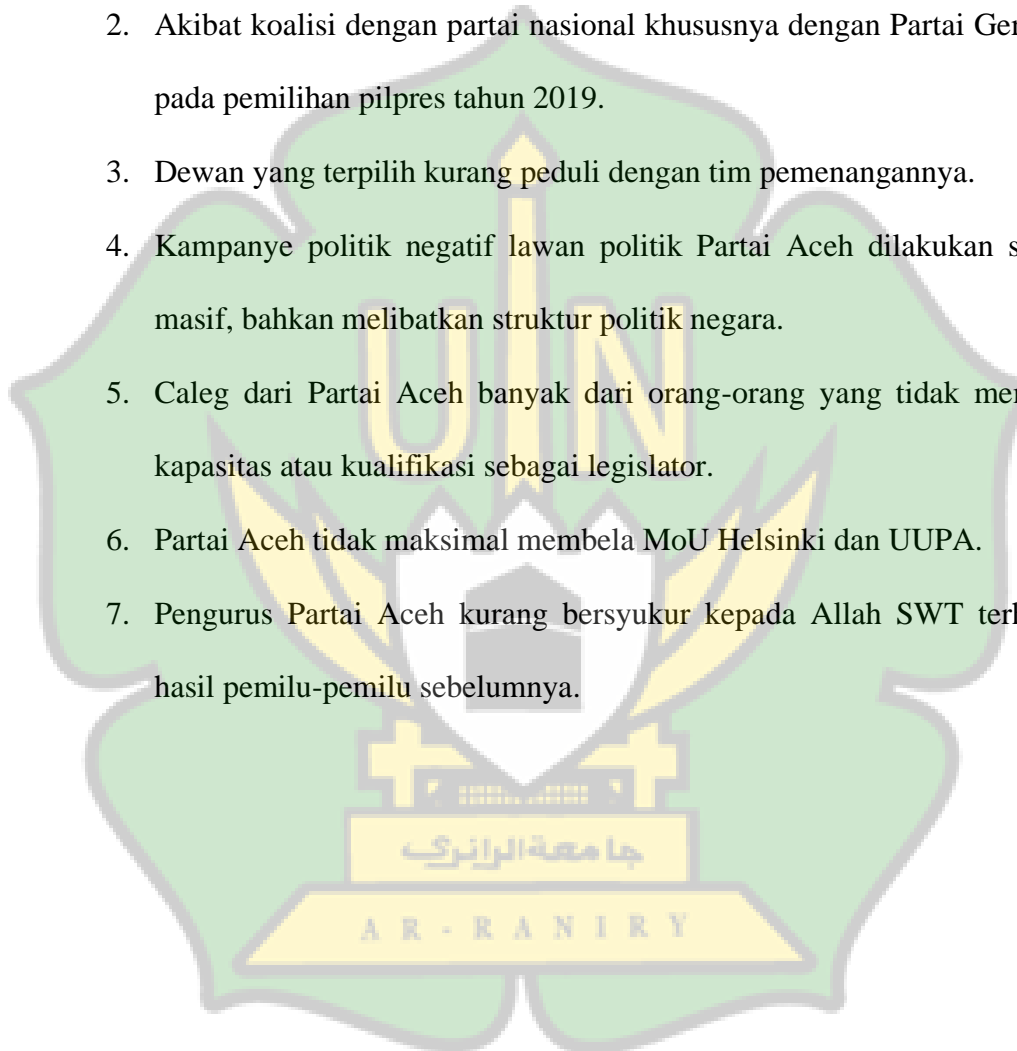 2. Akibat koalisi dengan partai nasional khususnya dengan Partai
pada pemilihan pilpres tahun 2019.
3. Dewan yang terpilih kurang peduli dengan tim pemenangannya.
4. Kampanye politik negatif lawan politik Partai Aceh dilakukan
masif, bahkan melibatkan struktur politik negara.
UIN
5. Caleg dari Partai Aceh banyak dari orang-orang yang tidak
kapasitas atau kualifikasi sebagai legislator.
6. Partai Aceh tidak maksimal membela MoU Helsinki dan UUPA.
7. Pengurus Partai Aceh kurang bersyukur kepada Allah SWT
hasil pemilu-pemilu sebelumnya.
جامعة الرانري
AR-RANIRY